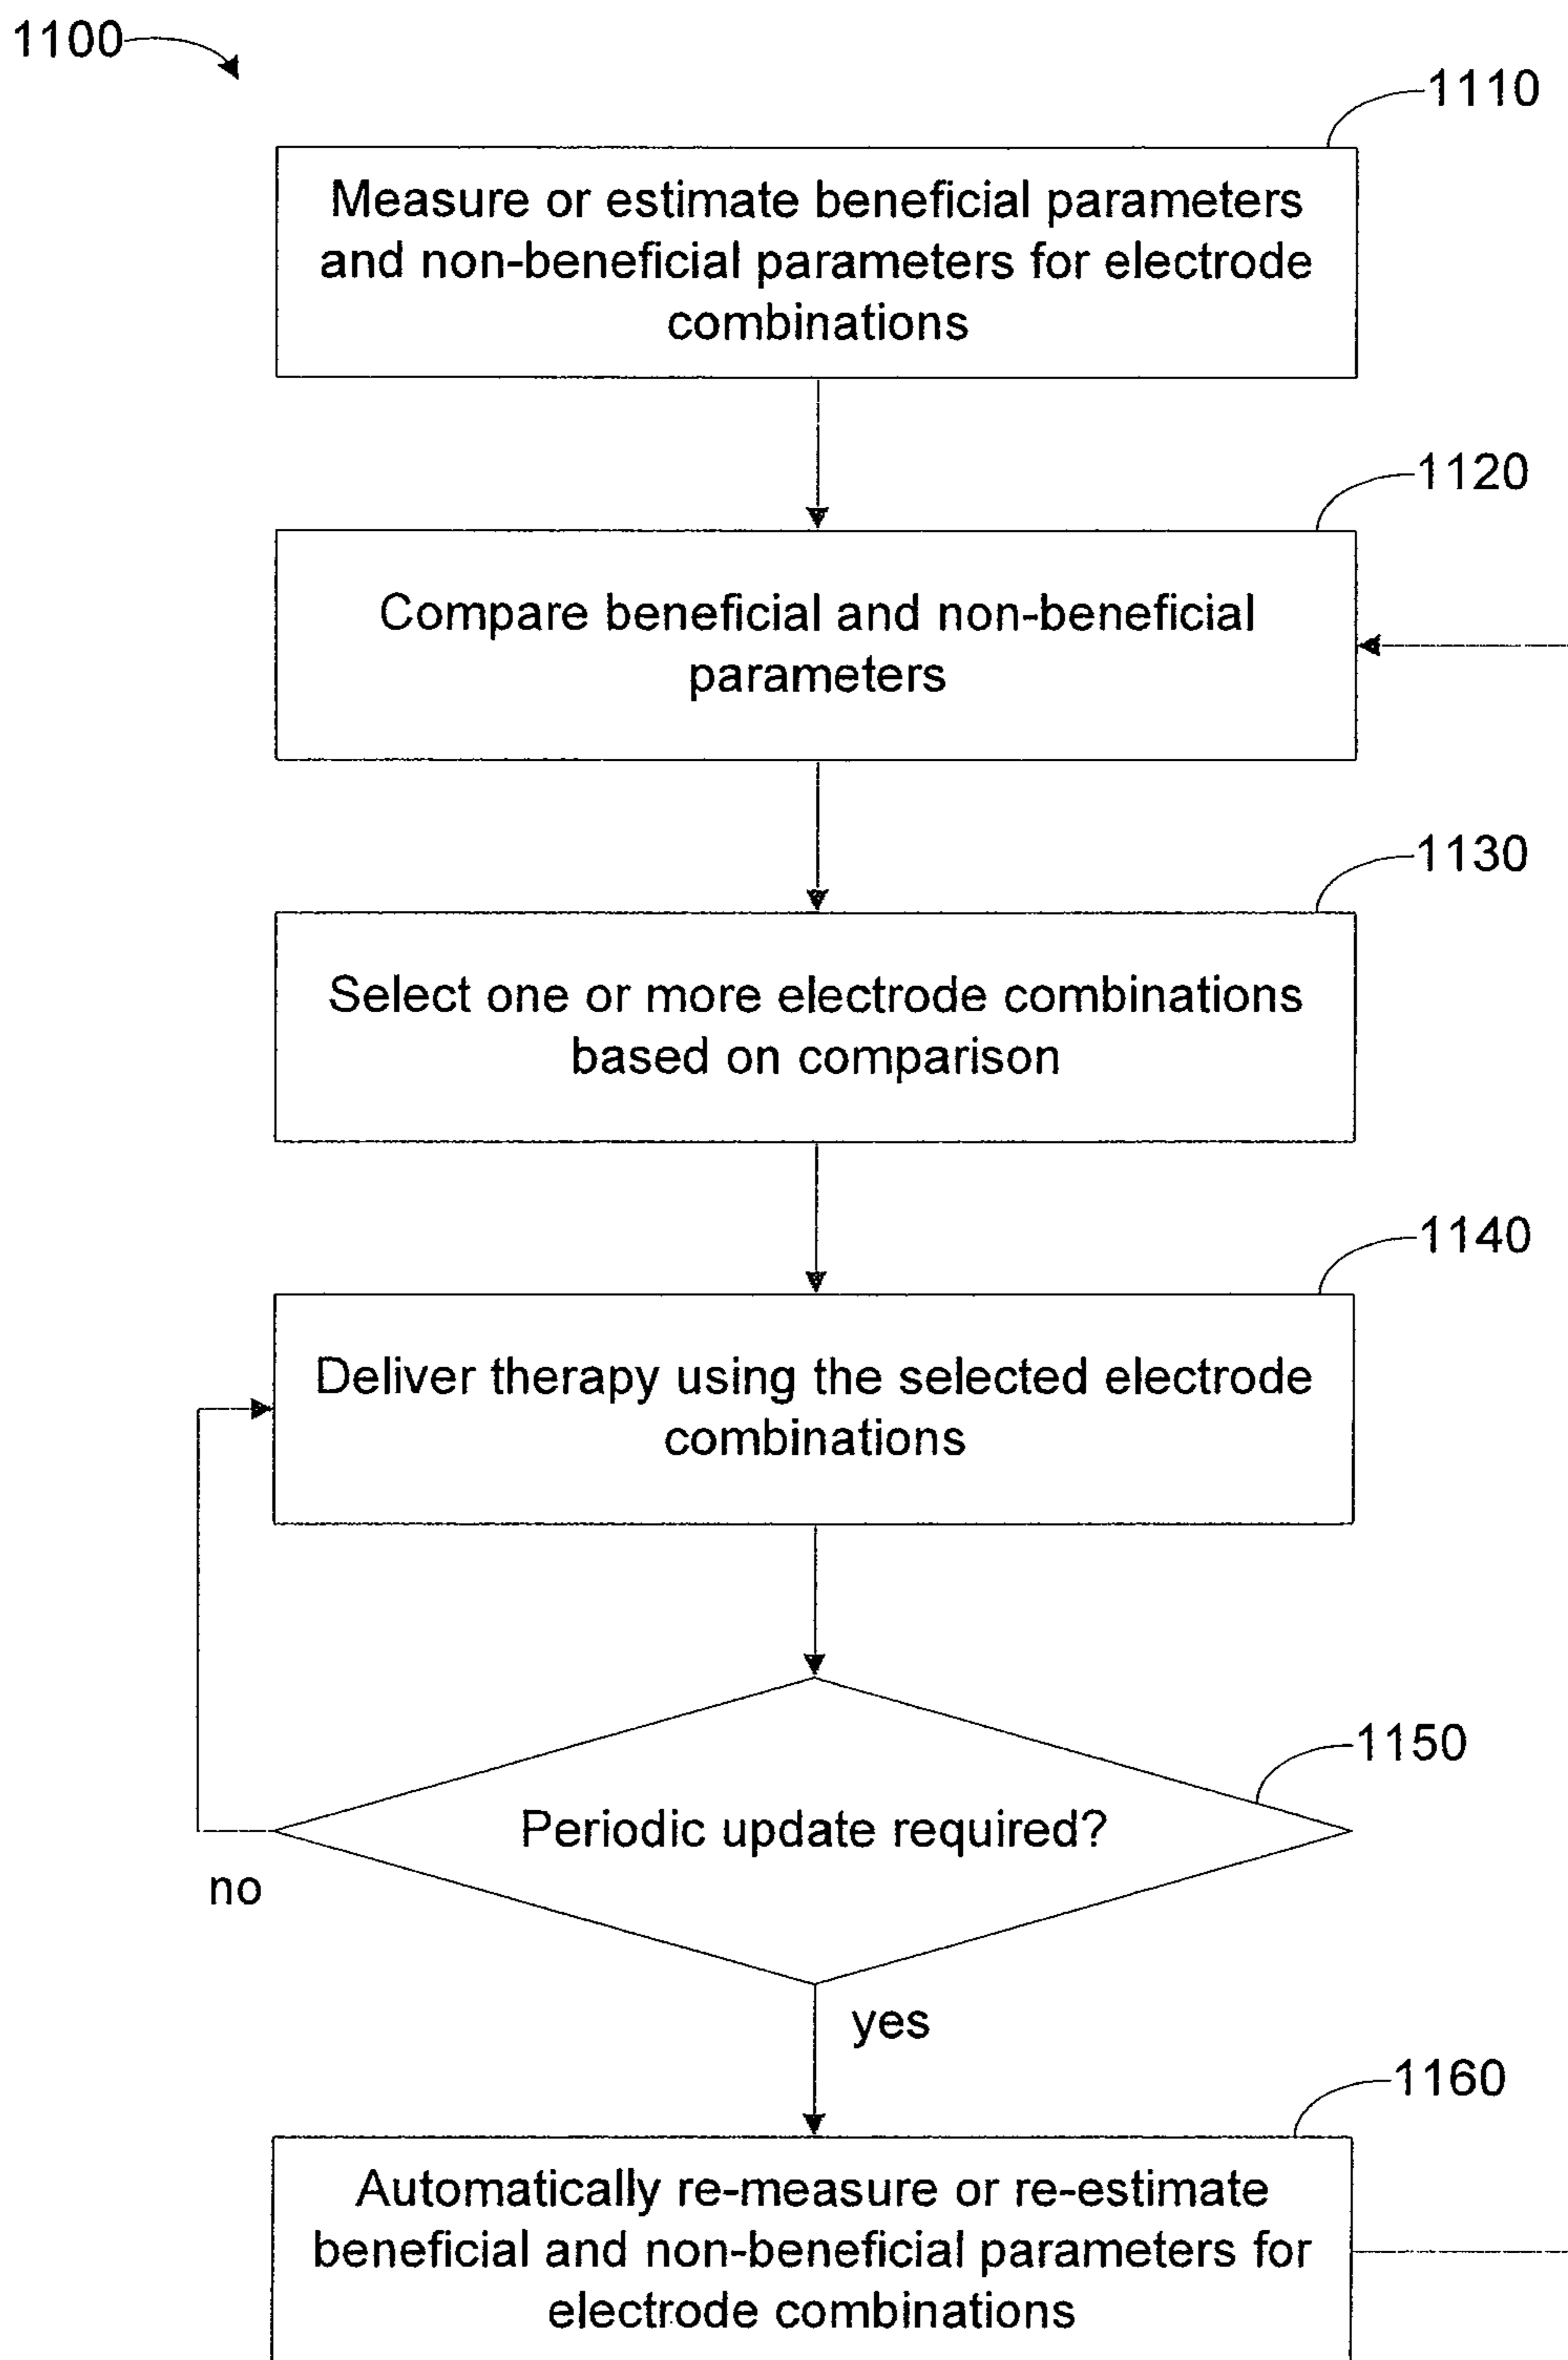 1100
1110
Measure or estimate beneficial parameters
and non-beneficial parameters for electrode
combinations
1120
Compare beneficial and non-beneficial
parameters
1130
Select one or more electrode combinations
based on comparison
1140
Deliver therapy using the selected electrode
combinations
1150
Periodic update required?
no
yes
1160
Automatically re-measure or re-estimate
beneficial and non-beneficial parameters for
electrode combinations